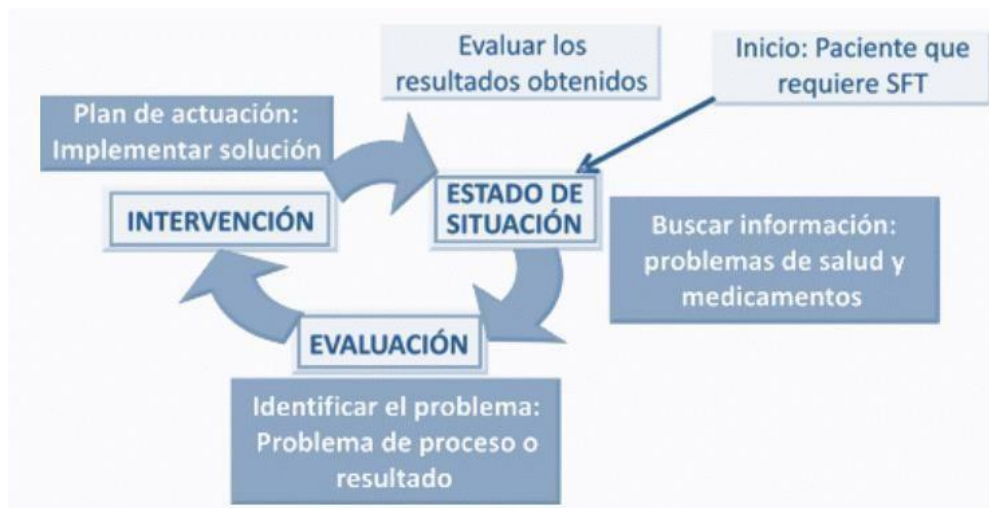 Evaluar los
resultados obtenidos
Inicio: Paciente que
requiere SFT
Plan de actuación:
Implementar solución
INTERVENCIÓN
ESTADO DE
SITUACIÓN
Buscar información:
problemas de salud y
medicamentos
EVALUACIÓN
Identificar el problema:
Problema de proceso o
resultado